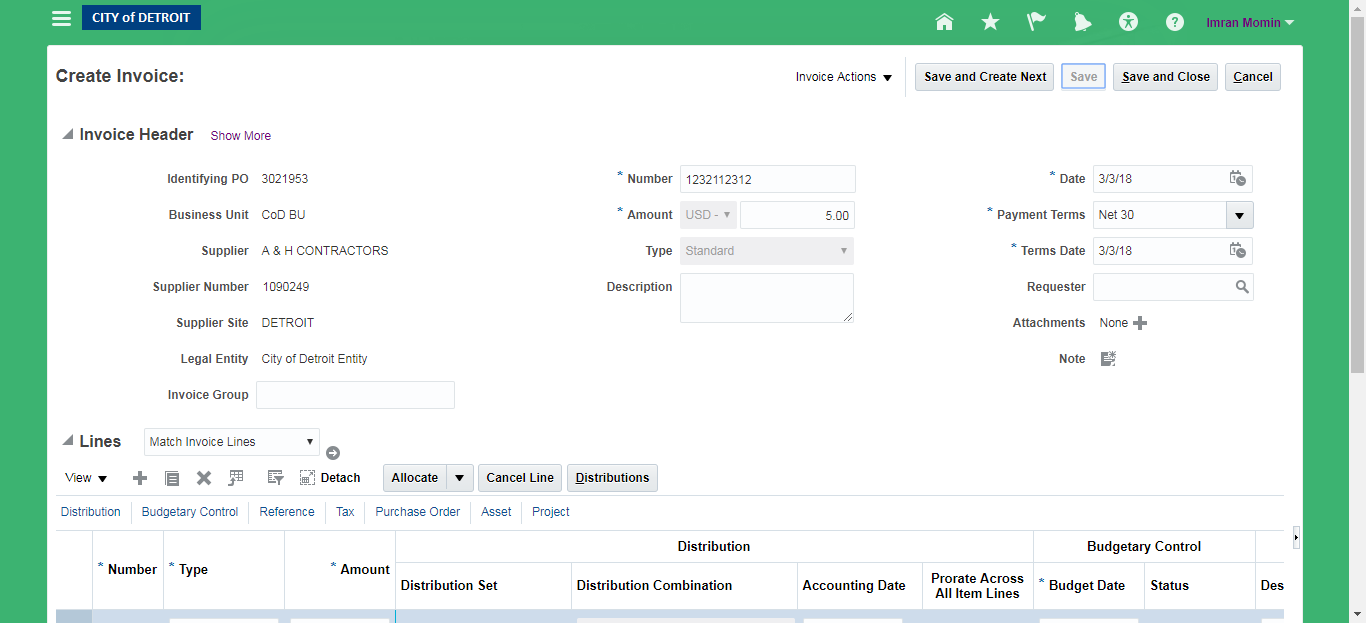 CITY of DETROIT
Imran Momin
Create Invoice:
Invoice Actions
Save and Create Next
Save
Save and Close
Cancel
Invoice Header
Show More
Identifying PO 3021953
* Number 1232112312
* Date 3/3/18
Business Unit CoD BU
* Amount USD - 5.00
* Payment Terms Net 30
Supplier A & H CONTRACTORS
Type Standard
* Terms Date 3/3/18
Supplier Number 1090249
Description
Requester
Supplier Site DETROIT
Attachments None
Legal Entity City of Detroit Entity
Note
Invoice Group
Lines Match Invoice Lines
View
Detach
Allocate
Cancel Line
Distributions
Distribution Budgetary Control Reference Tax Purchase Order Asset Project
Distribution Budgetary Control
* Number * Type * Amount
Distribution Set Distribution Combination Accounting Date Prorate Across
All Item Lines
* Budget Date Status Des